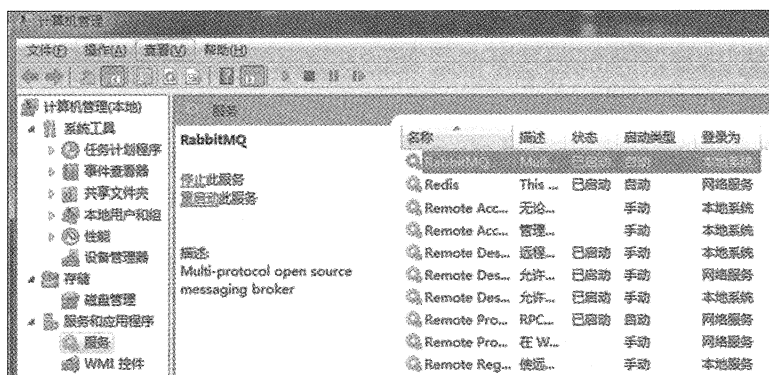 计算机管理
文件(F) 操作(A) 查看(V) 帮助(H)
计算机管理(本地)
系统工具
任务计划程序
事件查看器
共享文件夹
本地用户和组
性能
设备管理器
存储
磁盘管理
服务和应用程序
服务
WMI 控件
服务
RabbitMQ
停止此服务
重启动此服务
描述:
Multi-protocol open source
messaging broker
名称 描述 状态 启动类型 登录为
RabbitMQ 已启动 自动 本地系统
Redis This ... 已启动 自动 网络服务
Remote Acc... 无论... 手动 本地系统
Remote Acc... 管理... 手动 本地系统
Remote Des... 远程... 已启动 手动 本地系统
Remote Des... 允许... 已启动 手动 网络服务
Remote Des... 允许... 已启动 手动 本地系统
Remote Pro... RPC... 已启动 自动 网络服务
Remote Pro... 在 W... 手动 网络服务
Remote Reg... 使远... 手动 本地服务